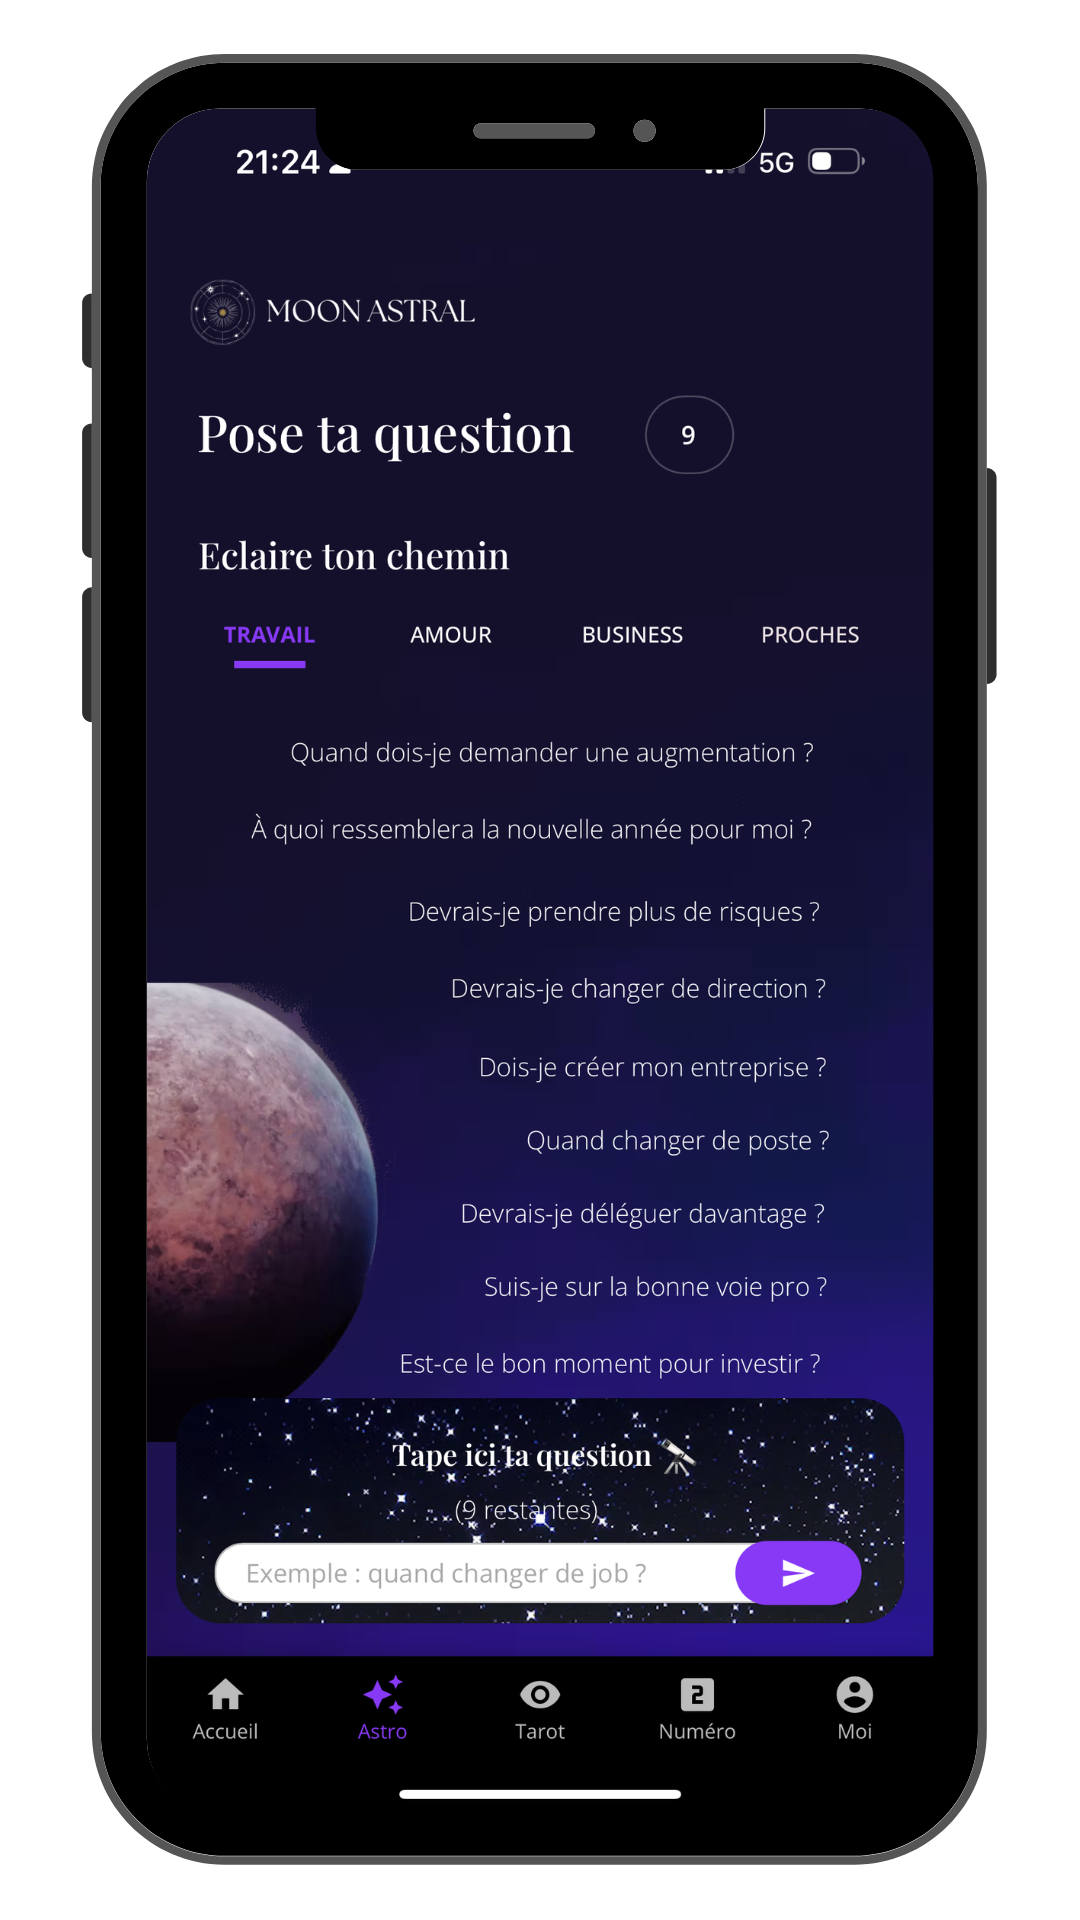 21:24
5G
MOON ASTRAL
Pose ta question
9
Eclaire ton chemin
TRAVAIL AMOUR BUSINESS PROCHES
Quand dois-je demander une augmentation ?
À quoi ressemblera la nouvelle année pour moi ?
Devrais-je prendre plus de risques ?
Devrais-je changer de direction ?
Dois-je créer mon entreprise ?
Quand changer de poste ?
Devrais-je déléguer davantage ?
Suis-je sur la bonne voie pro ?
Est-ce le bon moment pour investir ?
Tape ici ta question
(9 restantes)
Exemple : quand changer de job ?
2
Accueil Astro Tarot Numéro Moi